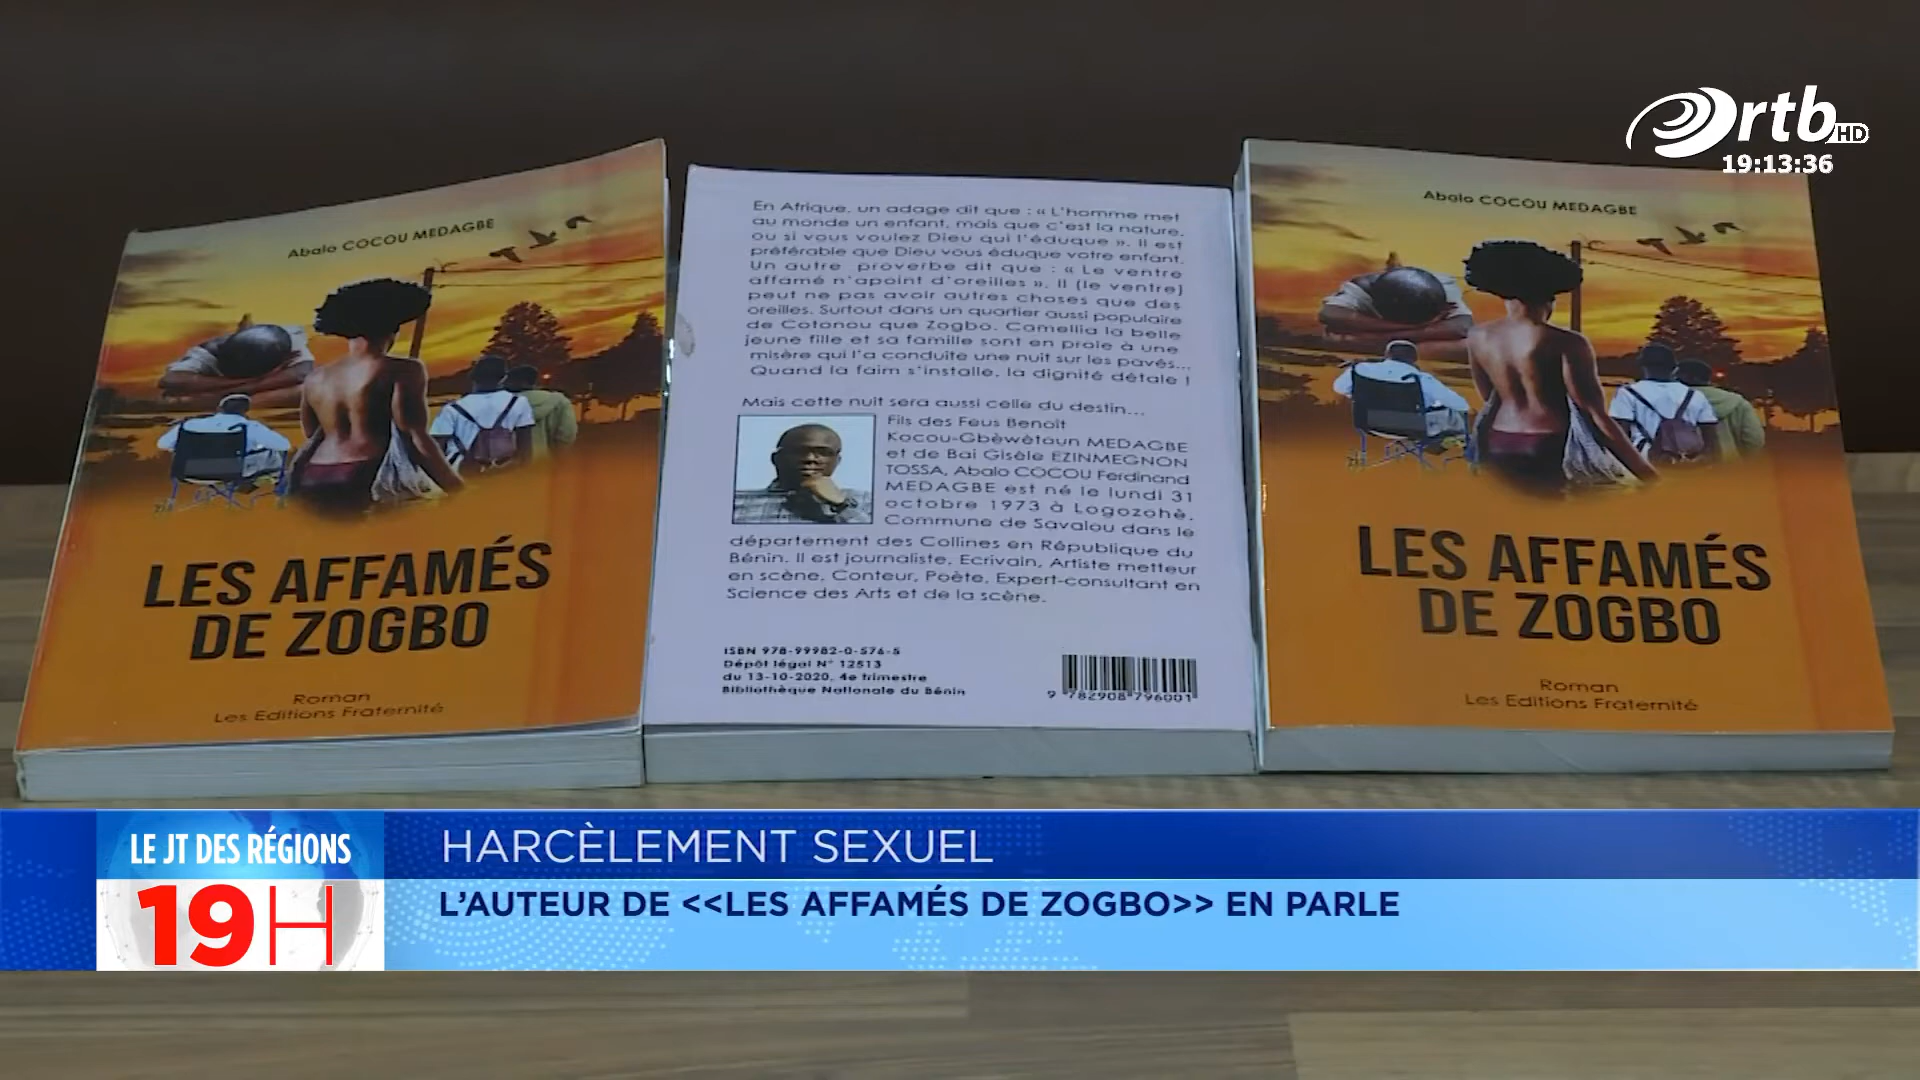 ortb HD
19:13:36
Abalo COCOU MEDAGBE
LES AFFAMÉS
DE ZOGBO
Roman
Les Editions Fraternité
En Afrique, un adage dit que : « L'homme met
au monde un enfant, mais que c'est la nature,
ou si vous voulez Dieu qui l'éduque ». Il est
préférable que Dieu vous éduque votre enfant.
Un autre proverbe dit que : « Le ventre
affamé n'apoint d'oreilles ». Il (le ventre)
peut ne pas avoir autres choses que des
oreilles. Surtout dans un quartier aussi populaire
de Cotonou que Zogbo. Camellia la belle
jeune fille et sa famille sont en proie à une
misère qui l'a conduite une nuit sur les pavés...
Quand la faim s'installe, la dignité détale !
Mais cette nuit sera aussi celle du destin...
Fils des Feus Benoît
Kocou-Gbèwètoun MEDAGBE
et de Bai Gisèle EZINMEGNON
TOSSA, Abalo COCOU Ferdinand
MEDAGBE est né le lundi 31
octobre 1973 à Logozohè,
Commune de Savalou dans le
département des Collines en République du
Bénin. Il est journaliste, Ecrivain, Artiste metteur
en scène, Conteur, Poète, Expert-consultant en
Science des Arts et de la scène.
ISBN 978-99982-0-576-5
Dépôt légal N° 12513
du 13-10-2020, 4e trimestre
Bibliothèque Nationale du Bénin
9 782908 796001
Abalo COCOU MEDAGBE
LES AFFAMÉS
DE ZOGBO
Roman
Les Editions Fraternité
LE JT DES RÉGIONS
19H
HARCÈLEMENT SEXUEL
L'AUTEUR DE <<LES AFFAMÉS DE ZOGBO>> EN PARLE